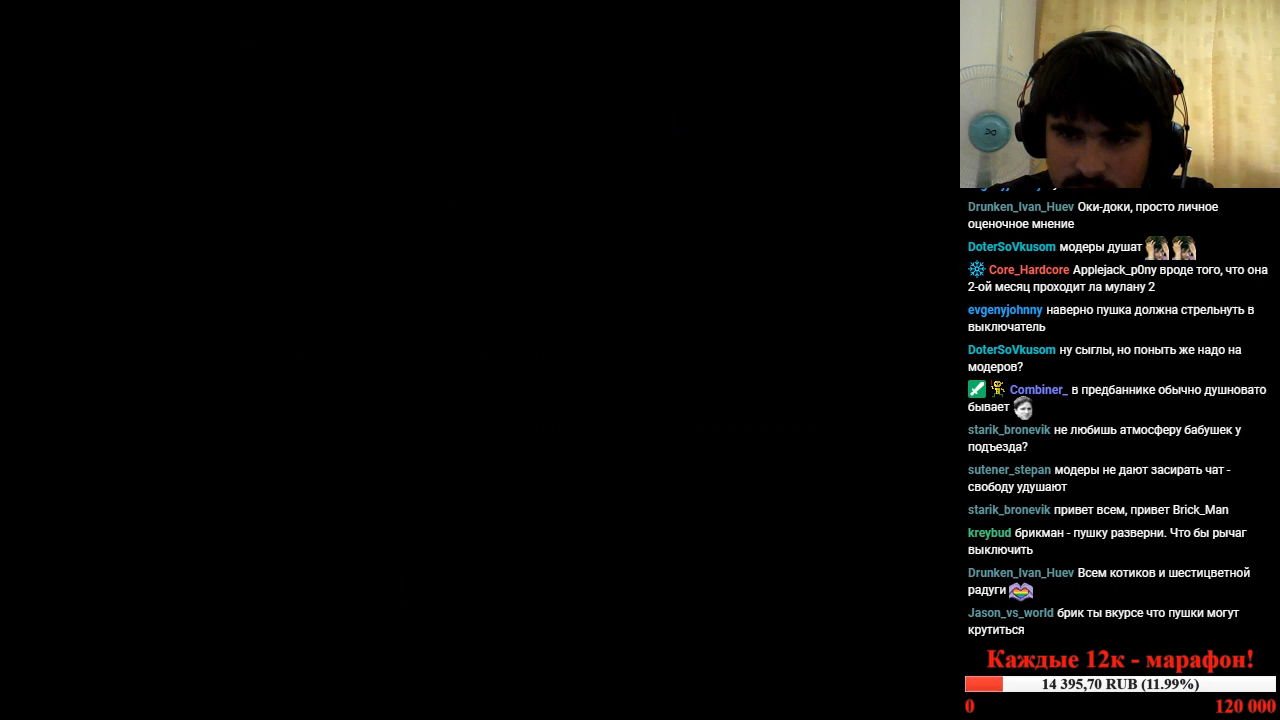 Drunken_Ivan_Huev Оки-доки, просто личное
оценочное мнение
DoterSoVkusom модеры душат
Core_Hardcore Applejack_p0ny вроде того, что она
2-ой месяц проходит ла мулану 2
evgenyjohnny наверно пушка должна стрельнуть в
выключатель
DoterSoVkusom ну сыглы, но поныть же надо на
модеров?
Combiner_ в предбаннике обычно душновато
бывает
starik_bronevik не любишь атмосферу бабушек у
подъезда?
sutener_stepan модеры не дают засирать чат -
свободу удушают
starik_bronevik привет всем, привет Brick_Man
kreybud брикман - пушку разверни. Что бы рычаг
выключить
Drunken_Ivan_Huev Всем котиков и шестицветной
радуги
Jason_vs_world брик ты вкурсе что пушки могут
крутиться
Каждые 12к - марафон!
14 395,70 RUB (11.99%)
0 120 000